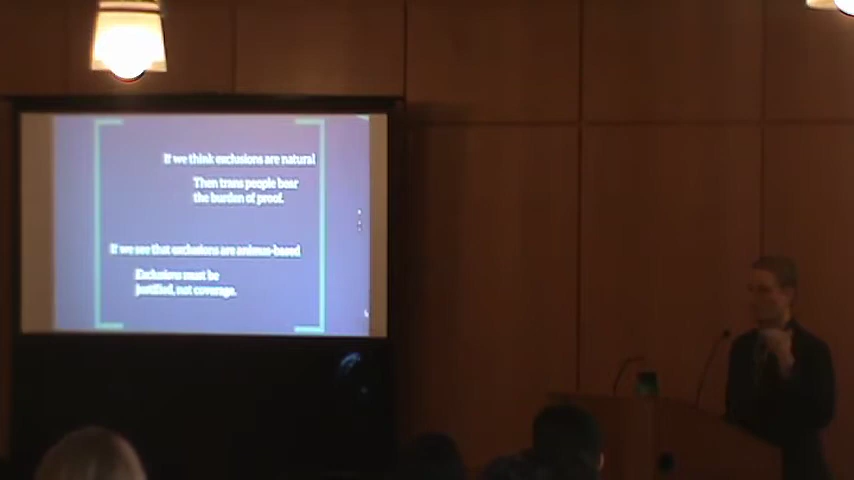 If we think exclusions are natural
Then trans people bear
the burden of proof.
If we see that exclusions are animus-based
Exclusions must be
justified, not coverage.